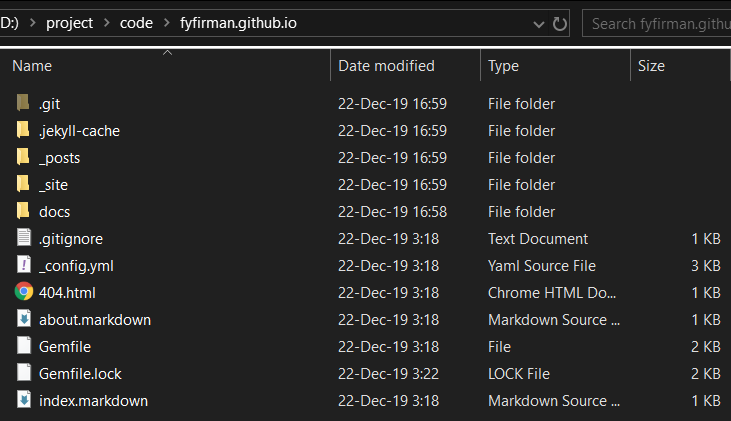 D:) project code fyfirman.github.io Search fyfirman.githu
Name Date modified Type Size
.git 22-Dec-19 16:59 File folder
.jekyll-cache 22-Dec-19 16:59 File folder
_posts 22-Dec-19 16:59 File folder
_site 22-Dec-19 16:59 File folder
docs 22-Dec-19 16:58 File folder
.gitignore 22-Dec-19 3:18 Text Document 1 KB
_config.yml 22-Dec-19 3:18 Yaml Source File 3 KB
404.html 22-Dec-19 3:18 Chrome HTML Do... 1 KB
about.markdown 22-Dec-19 3:18 Markdown Source ... 1 KB
Gemfile 22-Dec-19 3:18 File 2 KB
Gemfile.lock 22-Dec-19 3:22 LOCK File 2 KB
index.markdown 22-Dec-19 3:18 Markdown Source ... 1 KB